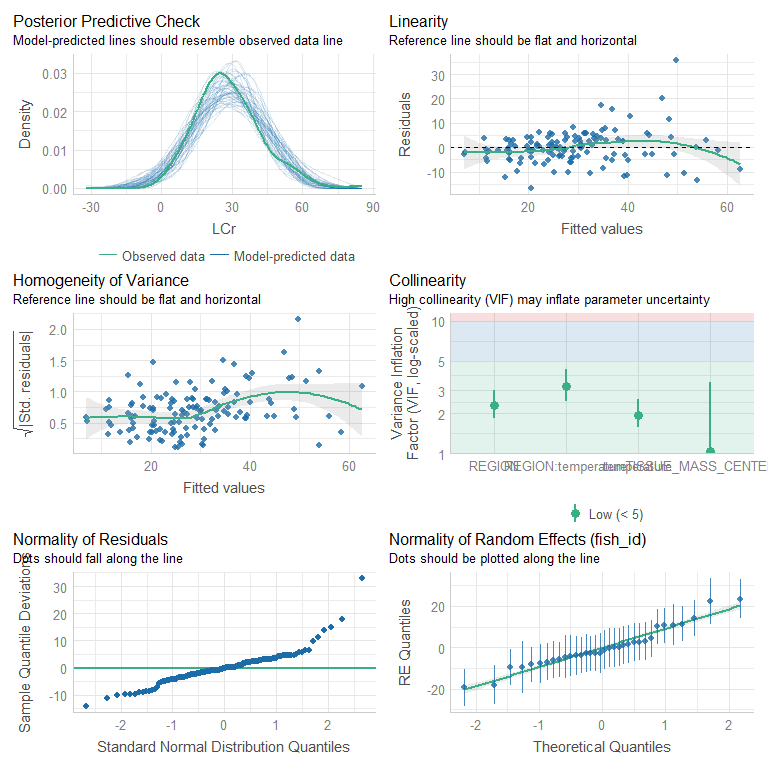 Posterior Predictive Check
Model-predicted lines should resemble observed data line
Density
0.03
0.02
0.01
0.00
-30
0
30
60
90
LCr
Observed data
Model-predicted data
Linearity
Reference line should be flat and horizontal
Residuals
30
20
10
0
-10
20
40
60
Fitted values
Homogeneity of Variance
Reference line should be flat and horizontal
√|Std. residuals|
2.0
1.5
1.0
0.5
20
40
60
Fitted values
Collinearity
High collinearity (VIF) may inflate parameter uncertainty
Variance Inflation
Factor (VIF, log-scaled)
10
5
3
2
1
REGION
REGION:temperature
temperature
TISSUE_MASS_CENTE
Low (< 5)
Normality of Residuals
Dots should fall along the line
Sample Quantile Deviations
30
20
10
0
-10
-2
-1
0
1
2
Standard Normal Distribution Quantiles
Normality of Random Effects (fish_id)
Dots should be plotted along the line
RE Quantiles
20
0
-20
-2
-1
0
1
2
Theoretical Quantiles